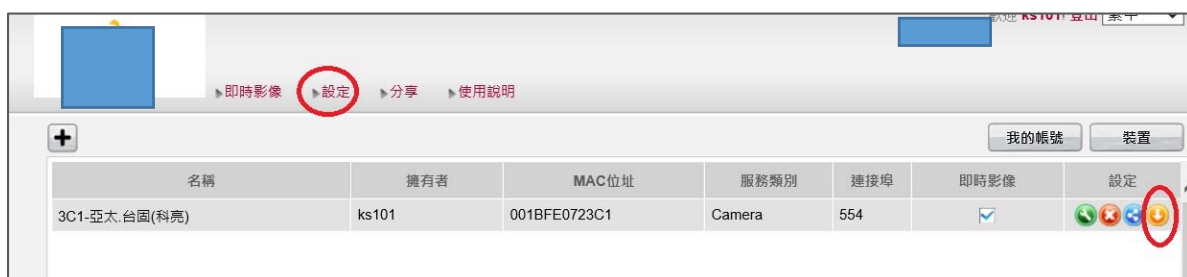 歡迎 ks101! 登出 繁中
即時影像 設定 分享 使用說明
我的帳號 裝置
名稱 擁有者 MAC位址 服務類別 連接埠 即時影像 設定
3C1-亞太.台固(科亮) ks101 001BFE0723C1 Camera 554